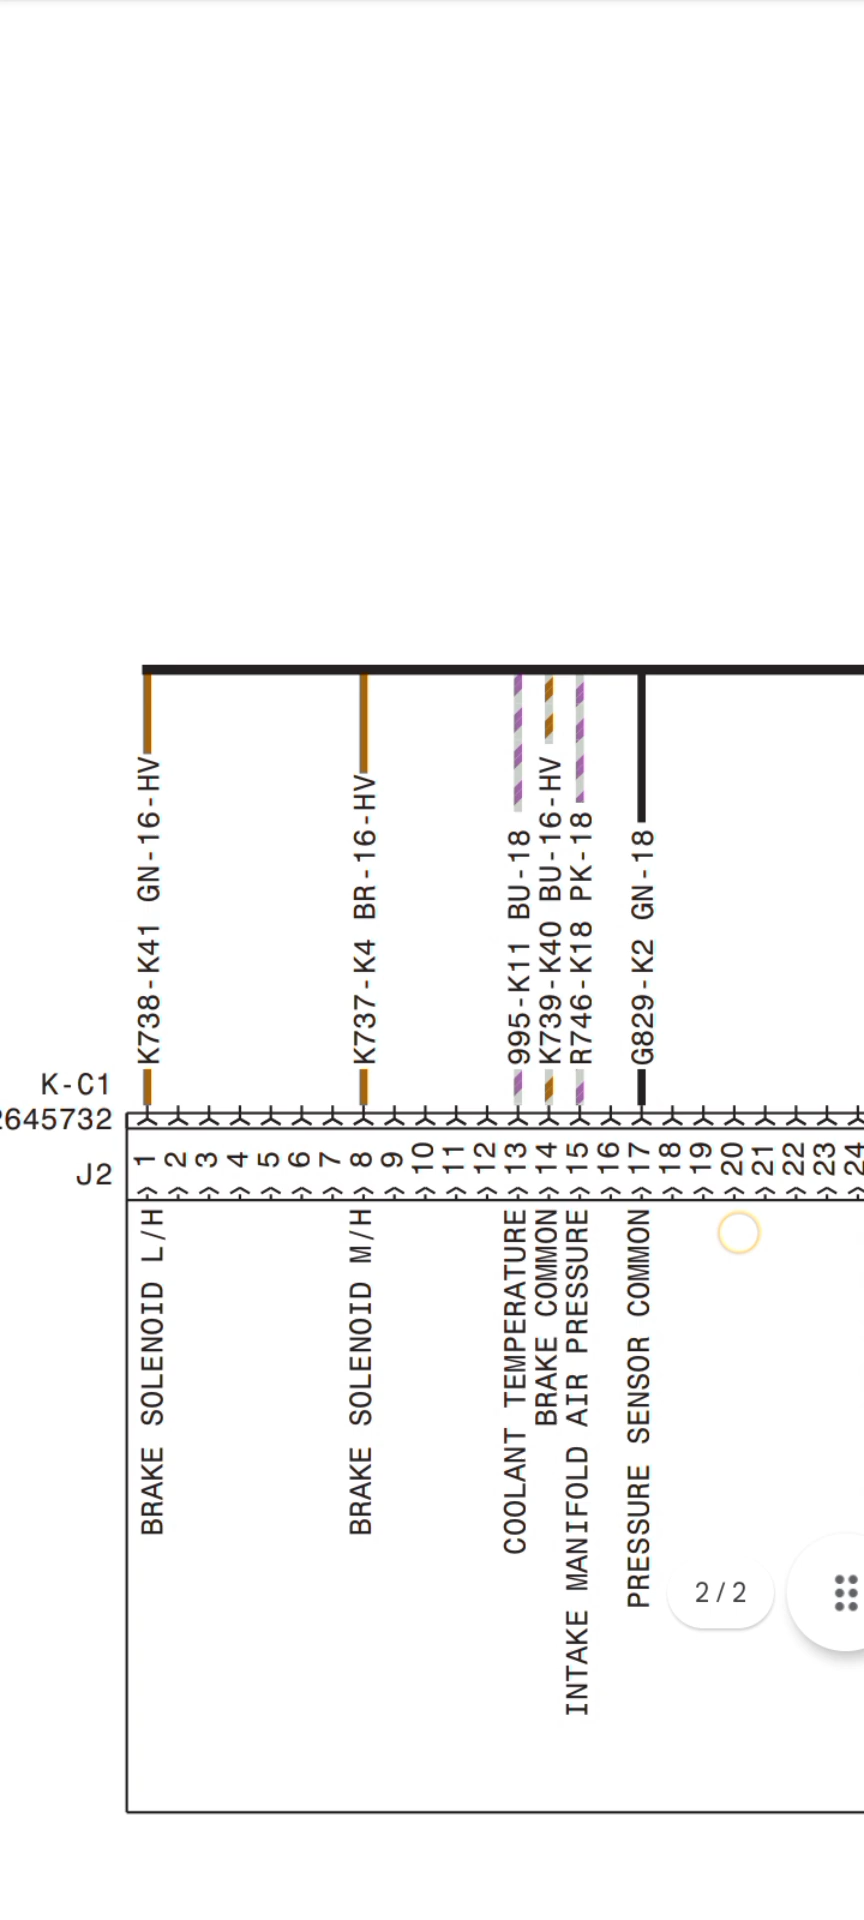 K738-K41 GN-16-HV
K737-K4 BR-16-HV
995-K11 BU-18
K739-K40 BU-16-HV
R746-K18 PK-18
G829-K2 GN-18
K-C1
2645732
J2
1 2 3 4 5 6 7 8 9 10 11 12 13 14 15 16 17 18 19 20 21 22 23 24
BRAKE SOLENOID L/H
BRAKE SOLENOID M/H
COOLANT TEMPERATURE
BRAKE COMMON
INTAKE MANIFOLD AIR PRESSURE
PRESSURE SENSOR COMMON
2/2